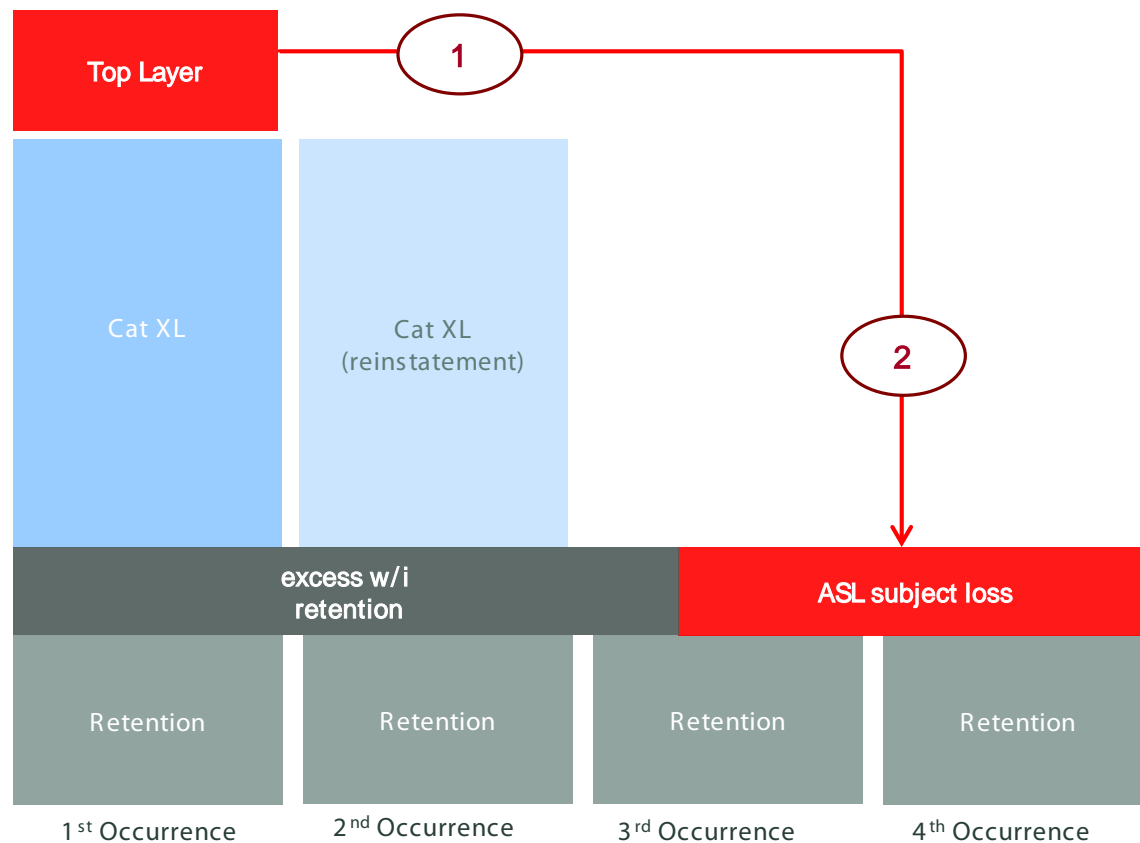 1
Top Layer
Cat XL
Cat XL
(reinstatement)
2
excess w/i
retention
ASL subject loss
Retention
Retention
Retention
Retention
1st Occurrence
2nd Occurrence
3rd Occurrence
4th Occurrence